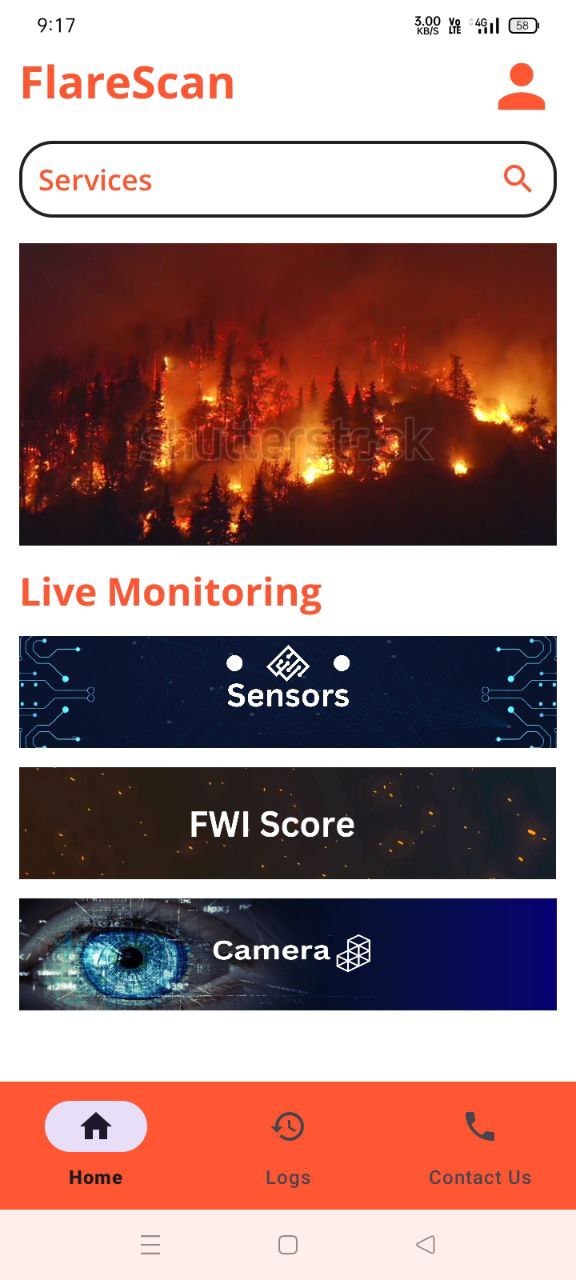 9:17 3.00 KB/S Vo LTE 4G 58
FlareScan
Services
shutterstock
Live Monitoring
Sensors
FWI Score
Camera
Home Logs Contact Us